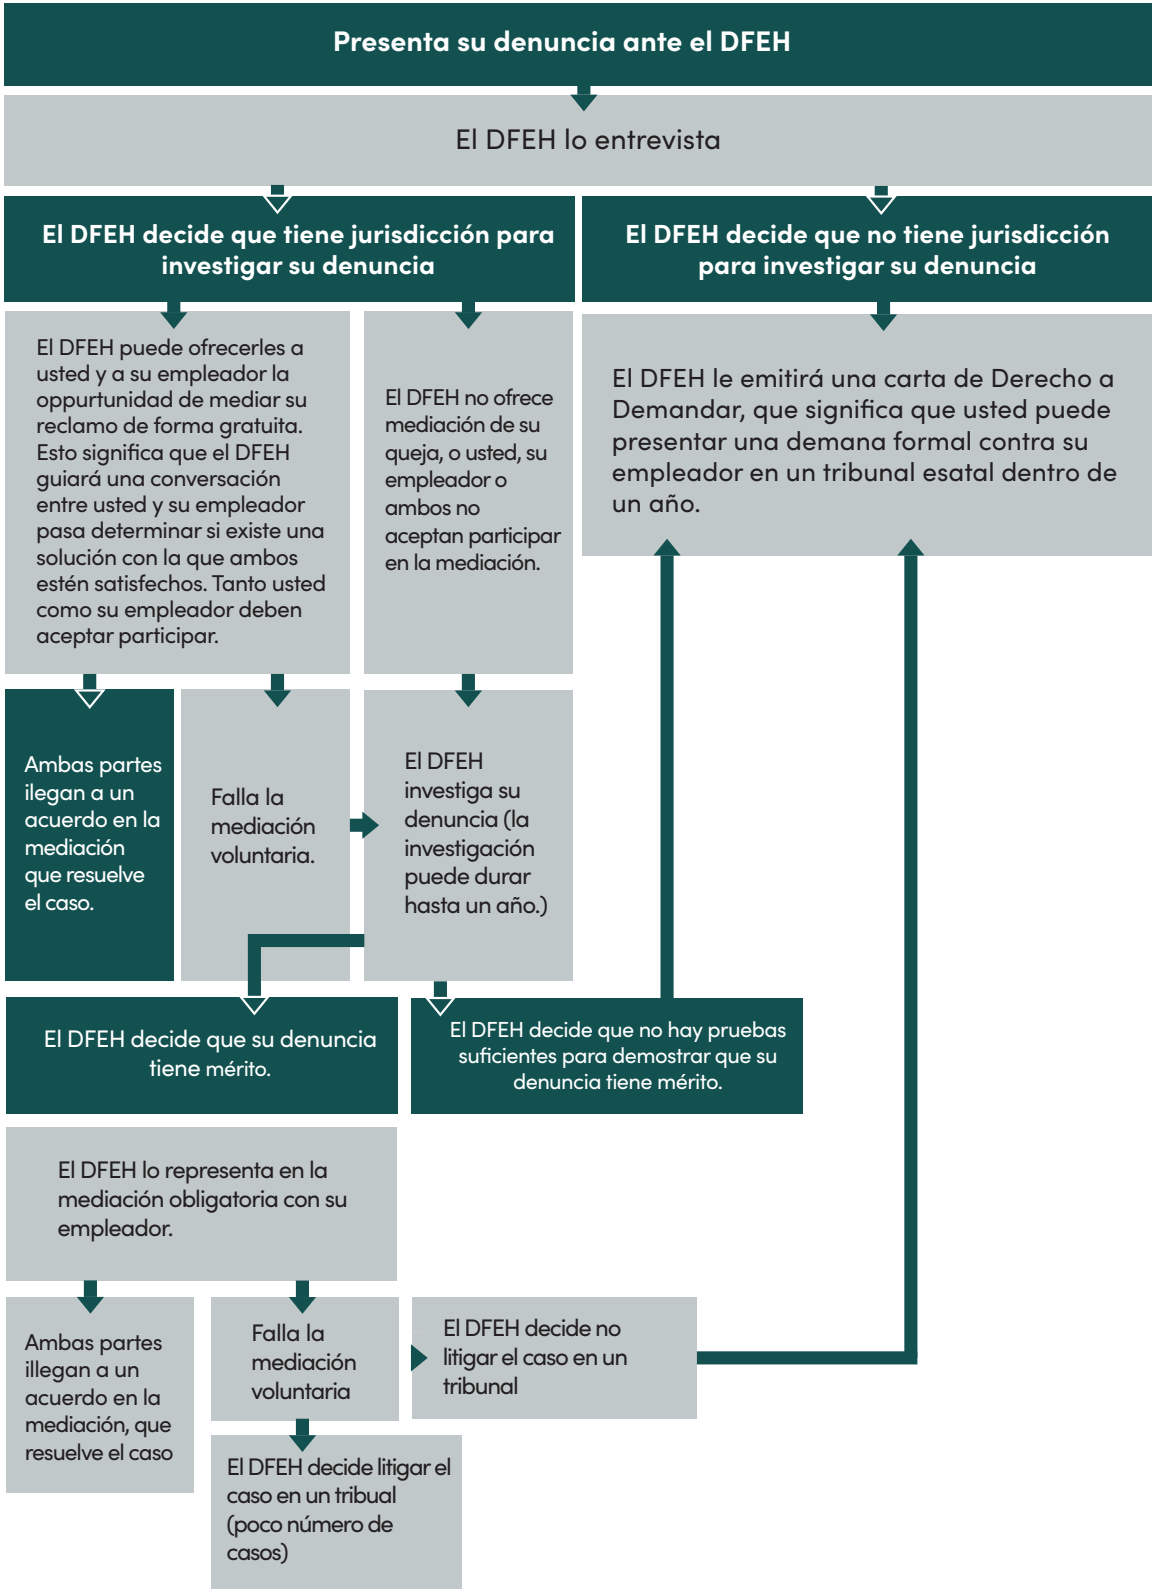 Presenta su denuncia ante el DFEH
El DFEH lo entrevista
El DFEH decide que tiene jurisdicción para
investigar su denuncia
El DFEH decide que no tiene jurisdicción
para investigar su denuncia
El DFEH puede ofrecerles a
usted y a su empleador la
oppurtunidad de mediar su
reclamo de forma gratuita.
Esto significa que el DFEH
guiará una conversación
entre usted y su empleador
pasa determinar si existe una
solución con la que ambos
estén satisfechos. Tanto usted
como su empleador deben
aceptar participar.
El DFEH no ofrece
mediación de su
queja, o usted, su
empleador o
ambos no
aceptan participar
en la mediación.
El DFEH le emitirá una carta de Derecho a
Demandar, que significa que usted puede
presentar una demana formal contra su
empleador en un tribunal esatal dentro de
un año.
Ambas partes
ilegan a un
acuerdo en la
mediación
que resuelve
el caso.
Falla la
mediación
voluntaria.
El DFEH
investiga su
denuncia (la
investigación
puede durar
hasta un año.)
El DFEH decide que su denuncia
tiene mérito.
El DFEH decide que no hay pruebas
suficientes para demostrar que su
denuncia tiene mérito.
El DFEH lo representa en la
mediación obligatoria con su
empleador.
Ambas partes
illegan a un
acuerdo en la
mediación, que
resuelve el caso
Falla la
mediación
voluntaria
El DFEH decide no
litigar el caso en un
tribunal
El DFEH decide litigar el
caso en un tribual
(poco número de
casos)